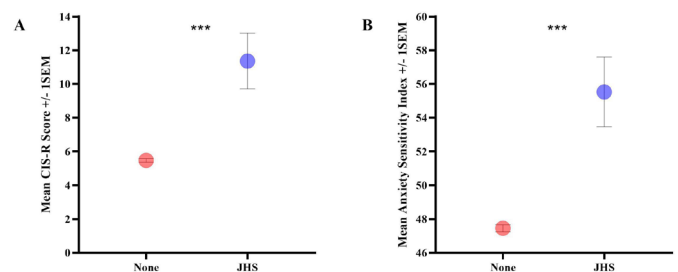 A
***
Mean CIS-R Score +/- 1SEM
14
12
10
8
6
4
2
0
None
JHS
B
***
Mean Anxiety Sensitivity Index +/- 1SEM
60
58
56
54
52
50
48
46
None
JHS